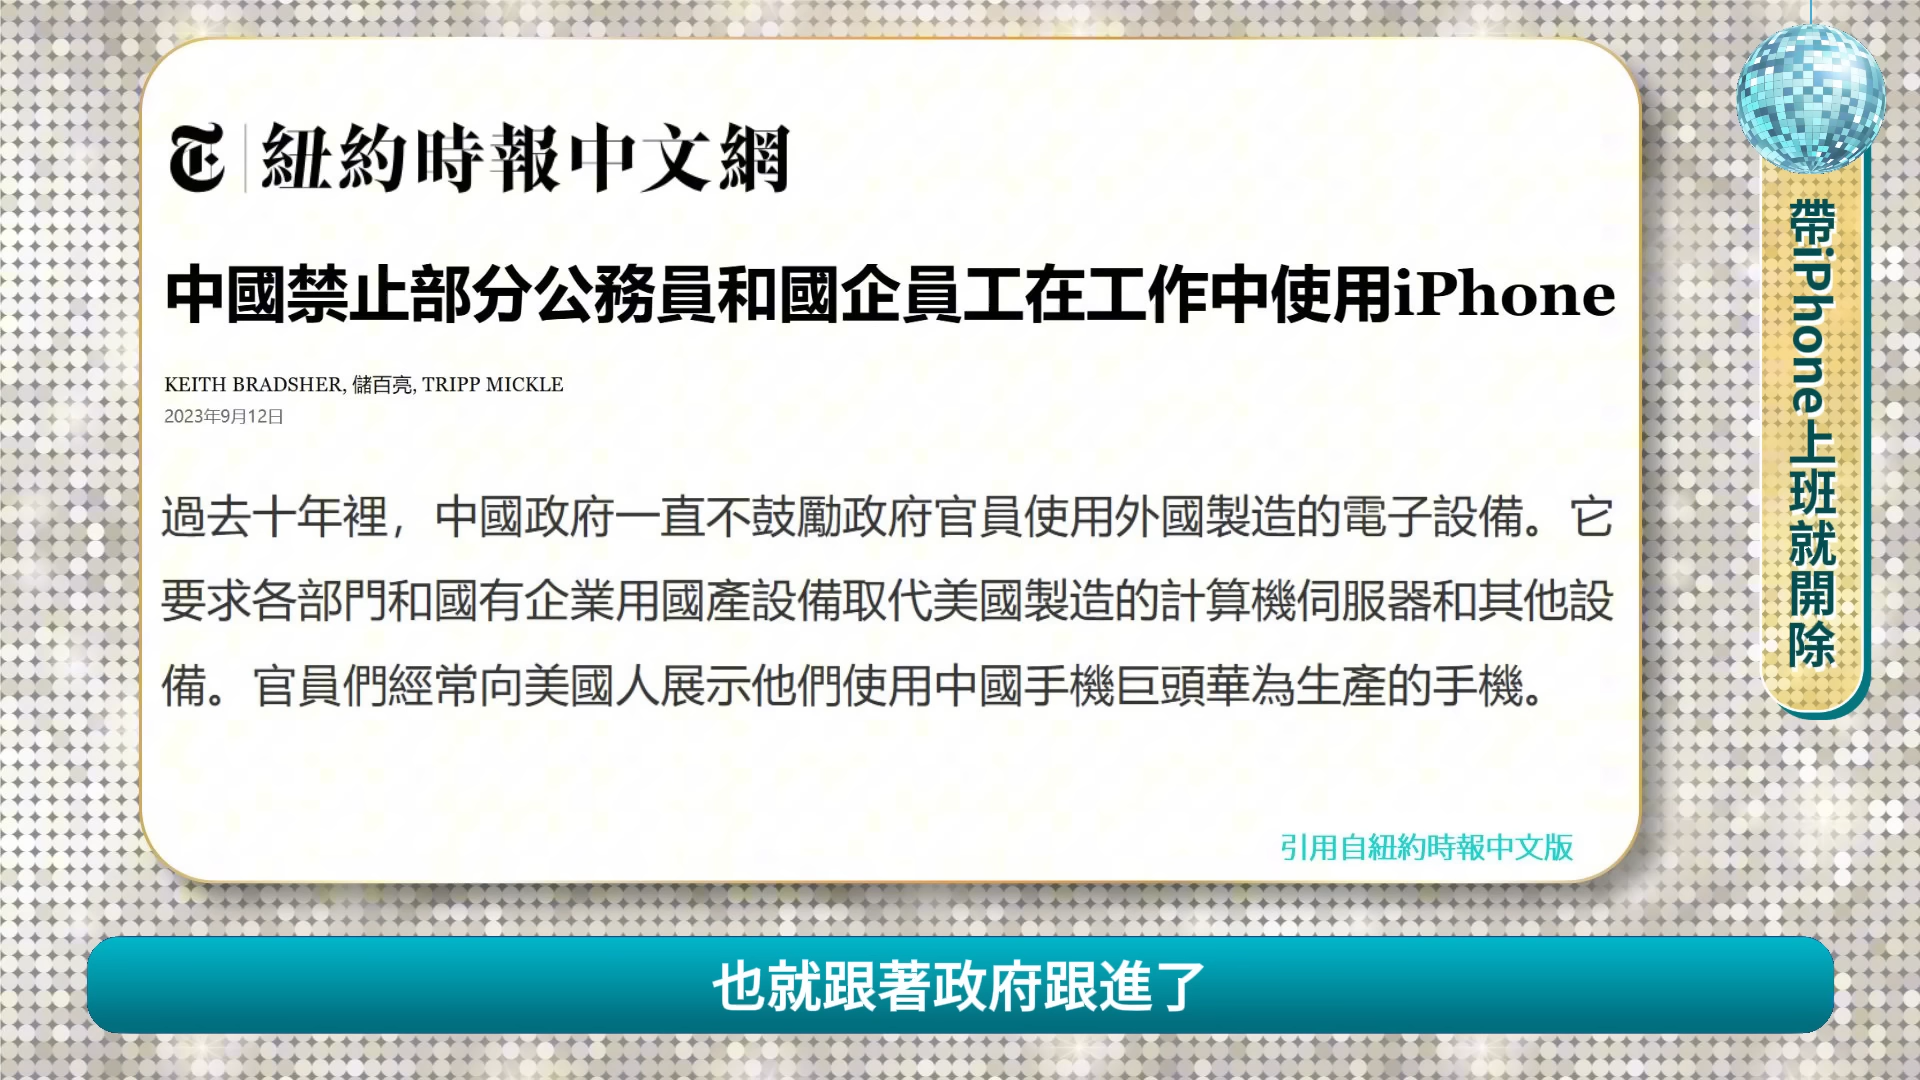 紐約時報中文網
中國禁止部分公務員和國企員工在工作中使用iPhone
KEITH BRADSHER, 儲百亮, TRIPP MICKLE
2023年9月12日
過去十年裡，中國政府一直不鼓勵政府官員使用外國製造的電子設備。它
要求各部門和國有企業用國產設備取代美國製造的計算機伺服器和其他設
備。官員們經常向美國人展示他們使用中國手機巨頭華為生產的手機。
引用自紐約時報中文版
帶iPhone上班就開除
也就跟著政府跟進了